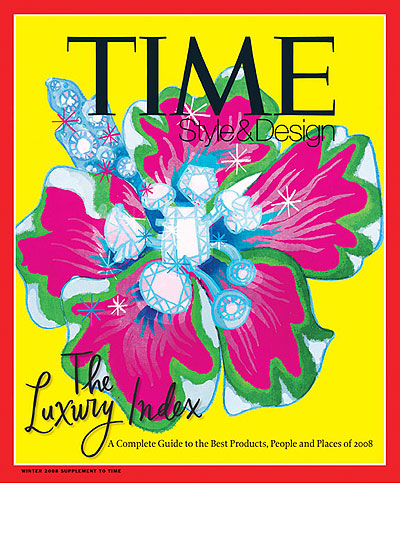 TIME
Style&Design
The
Luxury Index
A Complete Guide to the Best Products, People and Places of 2008
WINTER 2008 SUPPLEMENT TO TIME